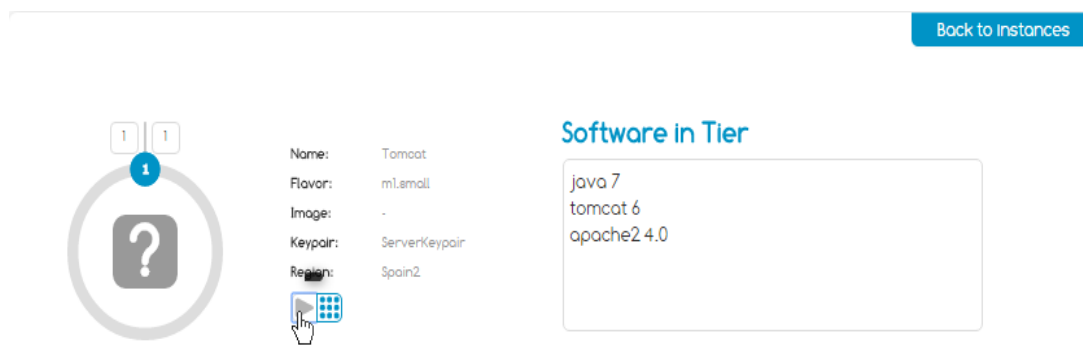 Back to Instances
1 1
1
?
Name: Tomcat
Flavor: m1.small
Image: -
Keypair: ServerKeypair
Region: Spain2
Software in Tier
java 7
tomcat 6
apache2 4.0